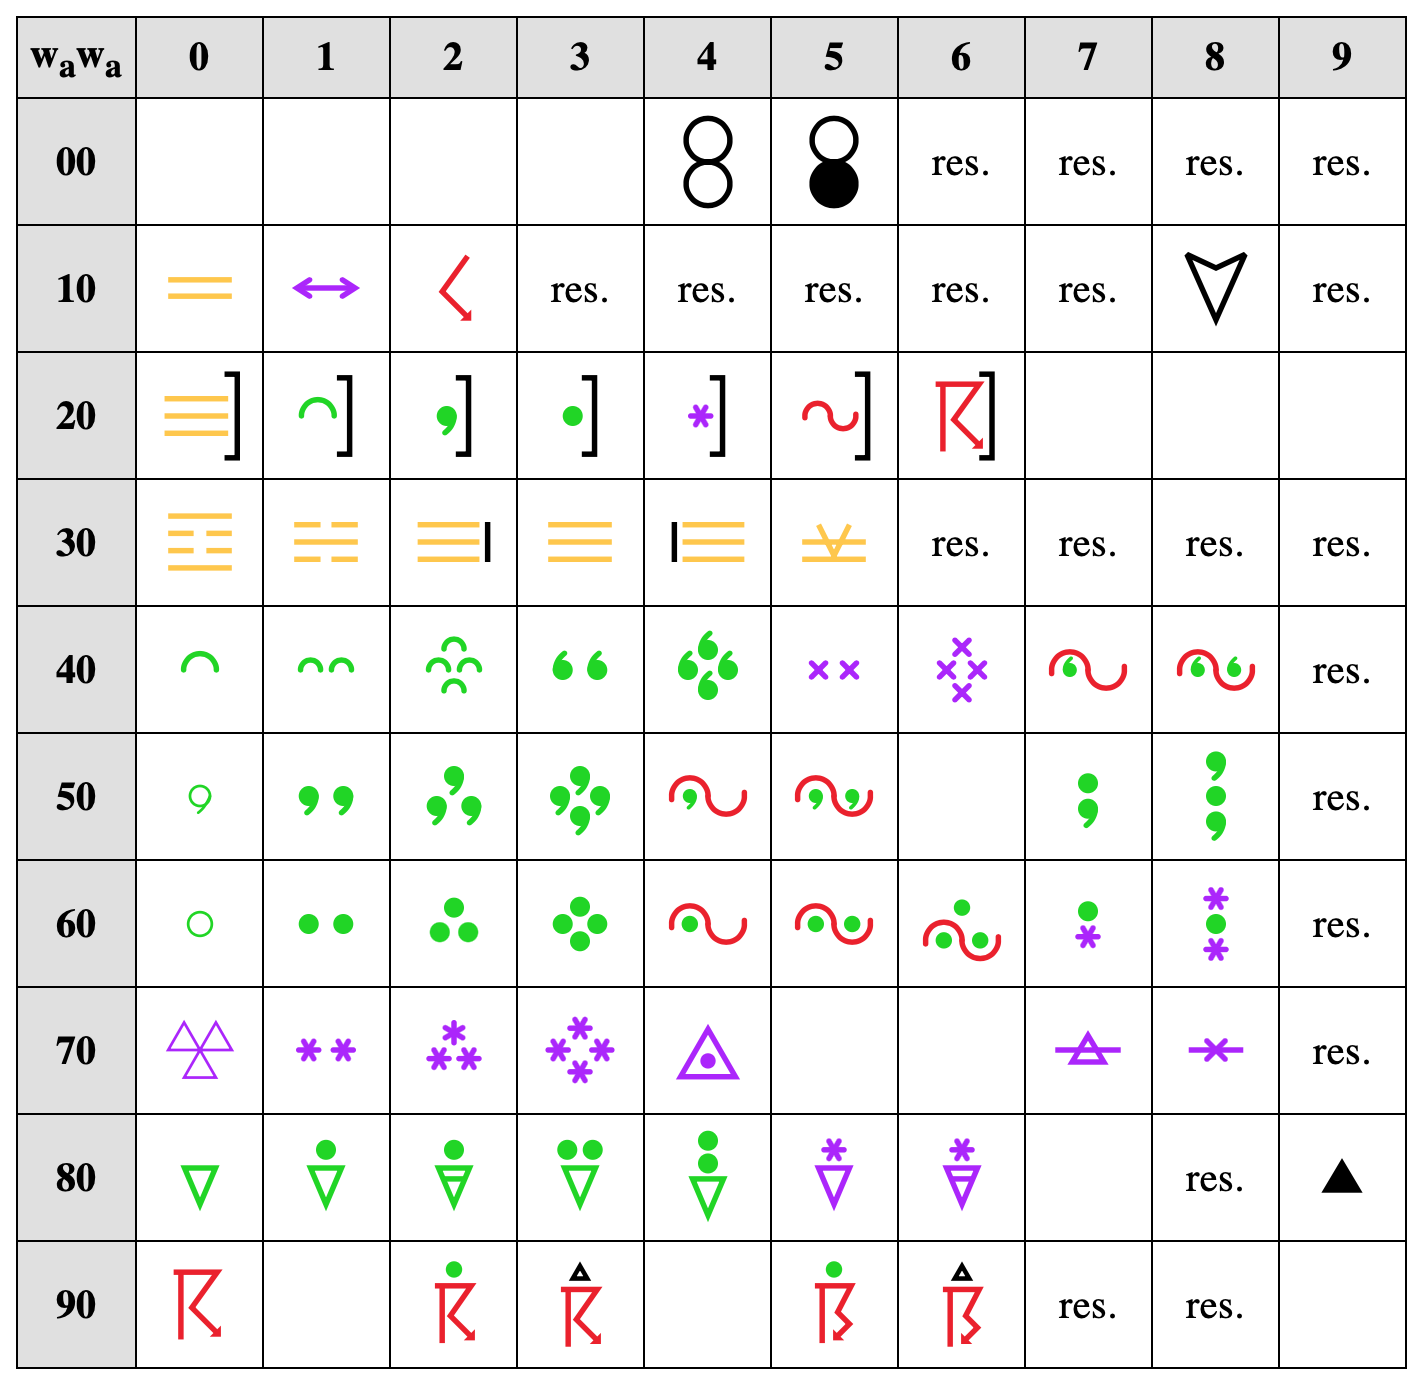 wₐwₐ 0 1 2 3 4 5 6 7 8 9
00 res. res. res. res.
10 res. res. res. res. res. res.
20
30 res. res. res. res.
40 res.
50 res.
60 res.
70 res.
80 res.
90 res. res.